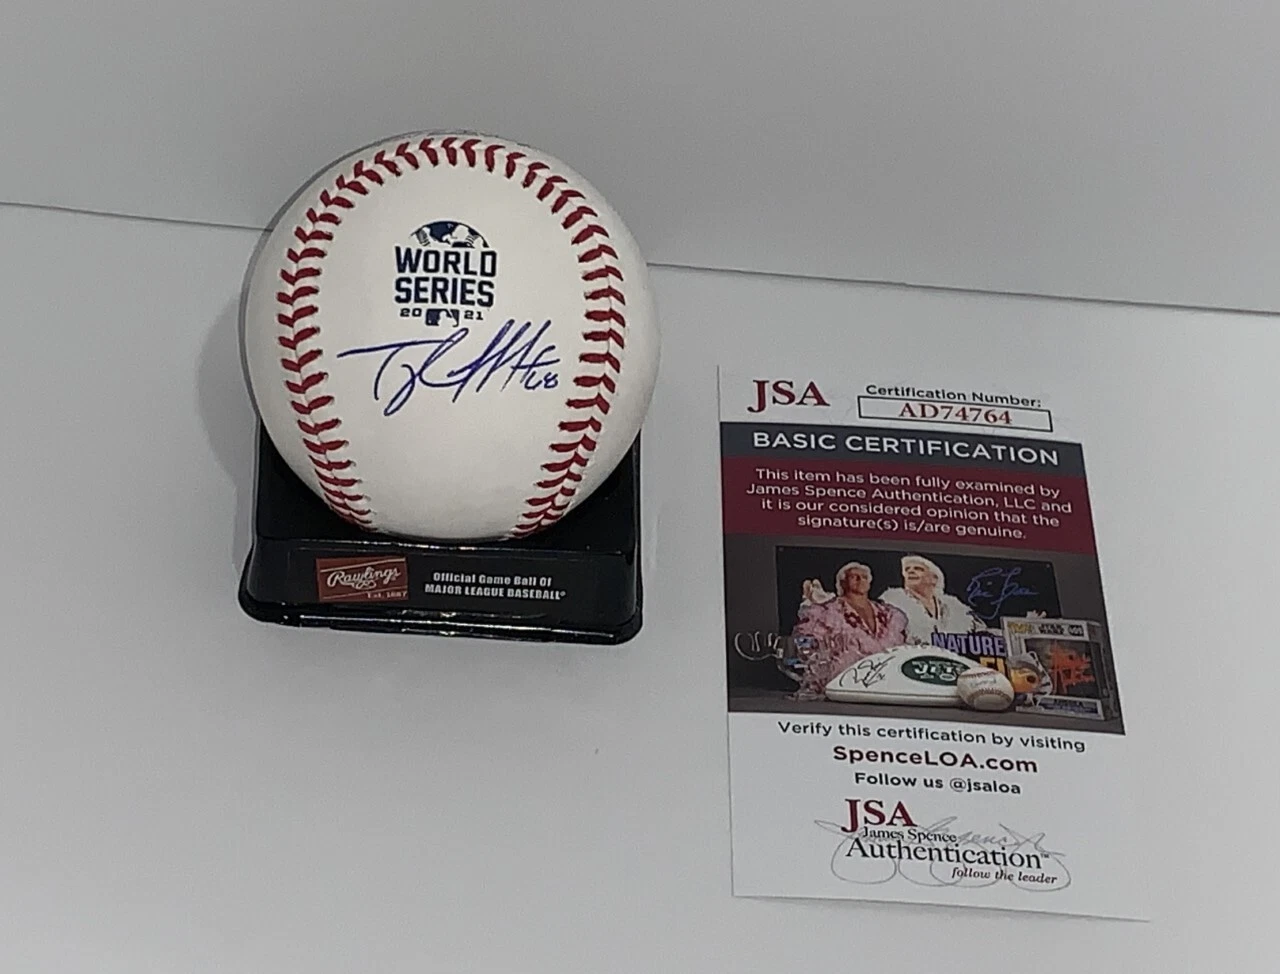 WORLD
SERIES
20 21
68
Rawlings
Est. 1887
Official Game Ball Of
MAJOR LEAGUE BASEBALL®
JSA
Certification Number:
AD74764
BASIC CERTIFICATION
This item has been fully examined by
James Spence Authentication, LLC and
it is our considered opinion that the
signature(s) is/are genuine.
NATURE
JETS
Verify this certification by visiting
SpenceLOA.com
Follow us @jsaloa
JSA
James Spence
Authentication™
follow the leader